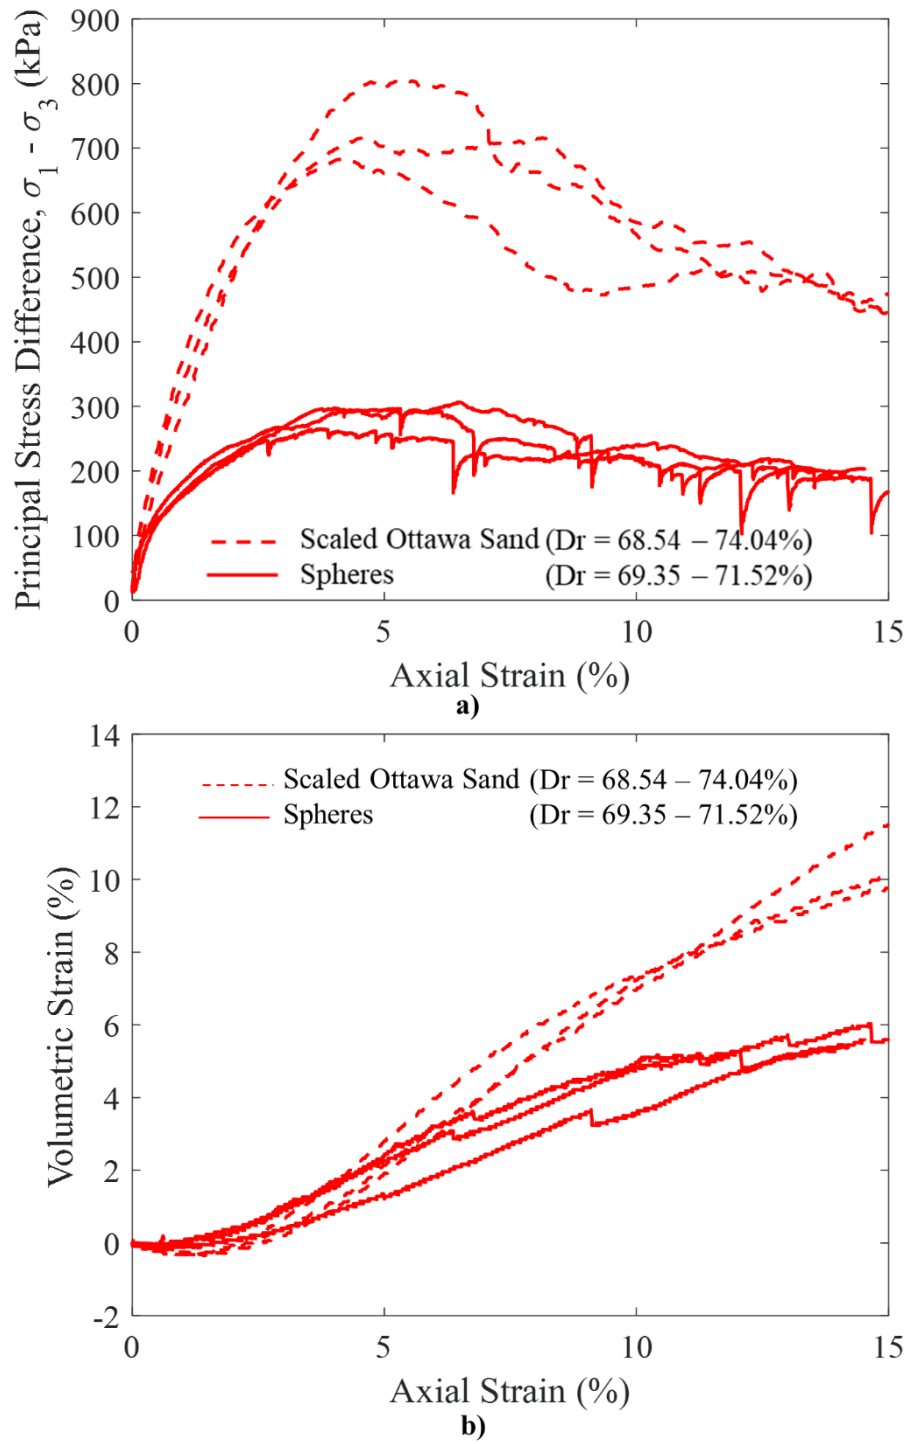 Principal Stress Difference, σ1 - σ3 (kPa)
900
800
700
600
500
400
300
200
100
0
Scaled Ottawa Sand (Dr = 68.54 – 74.04%)
Spheres (Dr = 69.35 – 71.52%)
0 5 10 15
Axial Strain (%)
a)
Volumetric Strain (%)
14
12
10
8
6
4
2
0
-2
Scaled Ottawa Sand (Dr = 68.54 – 74.04%)
Spheres (Dr = 69.35 – 71.52%)
0 5 10 15
Axial Strain (%)
b)